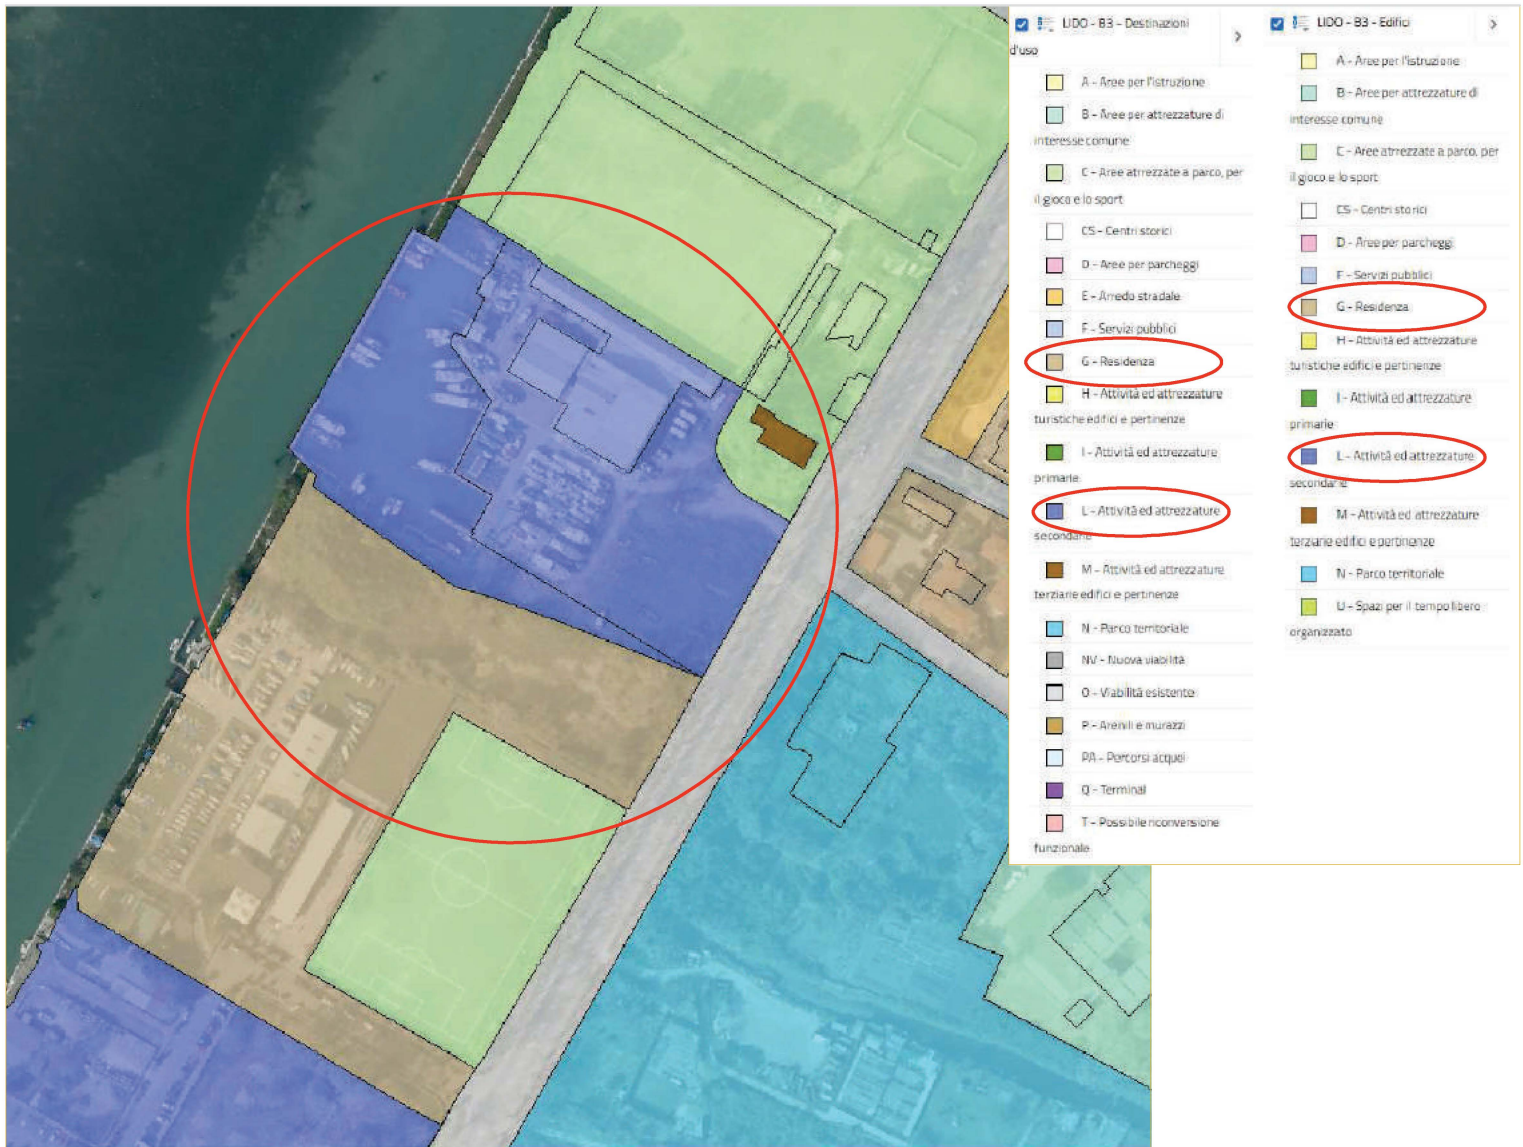 LIDO - B3 - Destinazioni
d'uso
A - Aree per l'istruzione
B - Aree per attrezzature di
interesse comune
C - Aree atrrezzate a parco, per
il gioco e lo sport
CS - Centri storici
D - Aree per parcheggi
E - Arredo stradale
F - Servizi pubblici
G - Residenza
H - Attività ed attrezzature
turistiche edifici e pertinenze
I - Attività ed attrezzature
primarie
L - Attività ed attrezzature
secondarie
M - Attività ed attrezzature
terziarie edifici e pertinenze
N - Parco territoriale
NV - Nuova viabilità
O - Viabilità esistente
P - Arenili e murazzi
PA - Percorsi acquei
Q - Terminal
T - Possibile riconversione
funzionale
LIDO - B3 - Edifici
A - Aree per l'istruzione
B - Aree per attrezzature di
interesse comune
C - Aree atrrezzate a parco, per
il gioco e lo sport
CS - Centri storici
D - Aree per parcheggi
F - Servizi pubblici
G - Residenza
H - Attività ed attrezzature
turistiche edifici e pertinenze
I - Attività ed attrezzature
primarie
L - Attività ed attrezzature
secondarie
M - Attività ed attrezzature
terziarie edifici e pertinenze
N - Parco territoriale
U - Spazi per il tempo libero
organizzato